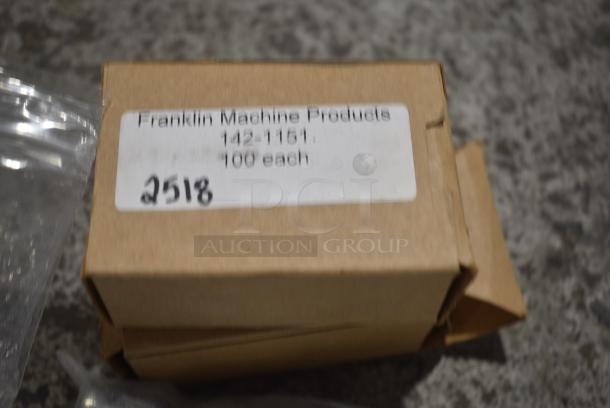 Franklin Machine Products
142-1151
100 each
2518
PCI
AUCTION GROUP